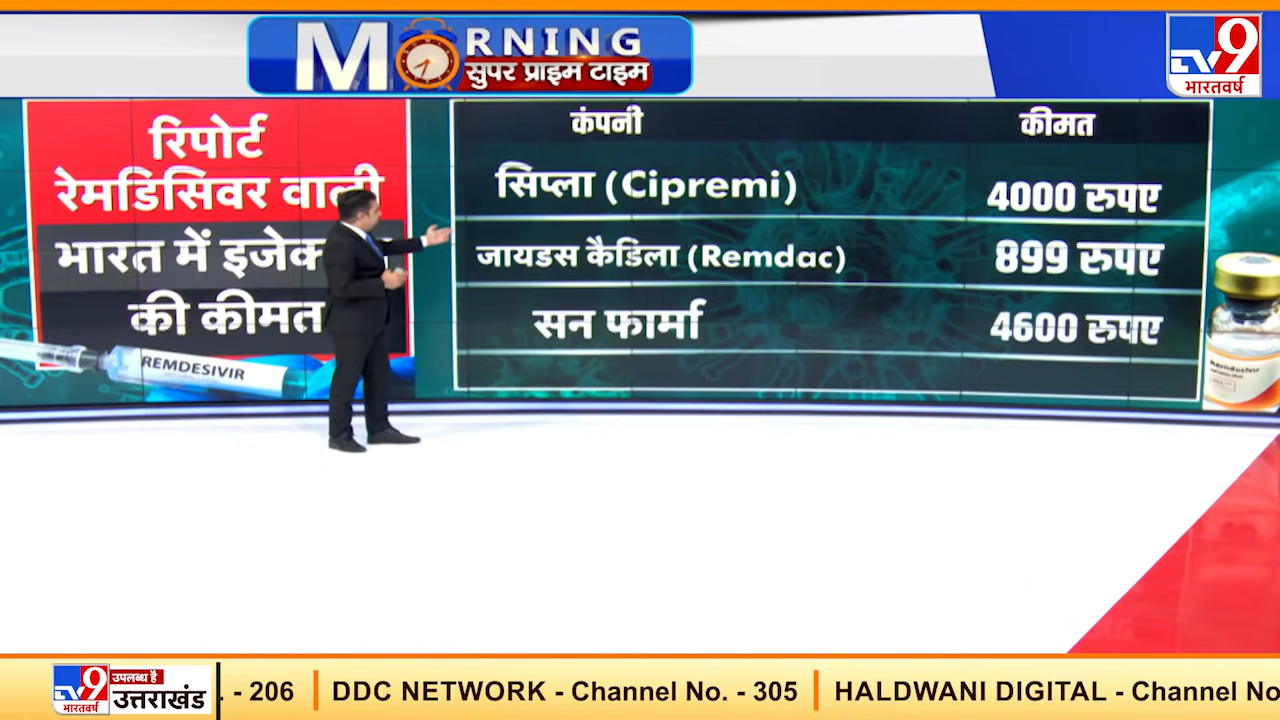 MORNING
सुपर प्राइम टाइम
TV9
भारतवर्ष
रिपोर्ट
रेमडिसिवर वाली
भारत में इजेक
की कीमत
REMDESIVIR
कंपनी कीमत
सिप्ला (Cipremi) 4000 रुपए
जायडस कैडिला (Remdac) 899 रुपए
सन फार्मा 4600 रुपए
Remdesivir
TV9
भारतवर्ष
उपलब्ध है
उत्तराखंड
. - 206 | DDC NETWORK - Channel No. - 305 | HALDWANI DIGITAL - Channel No